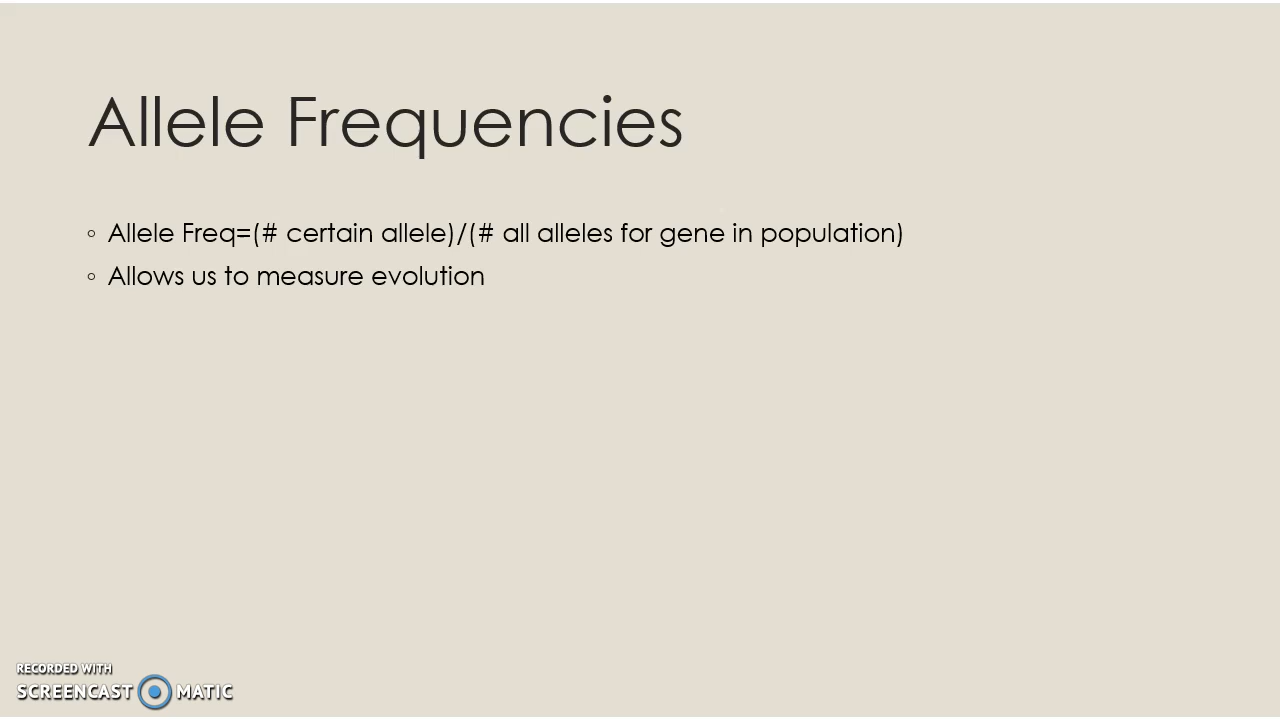 Allele Frequencies
◦ Allele Freq=(# certain allele)/(# all alleles for gene in population)
◦ Allows us to measure evolution
RECORDED WITH
SCREENCAST MATIC